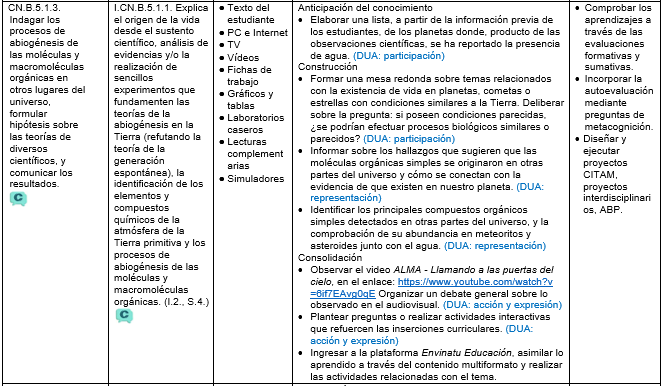 CN.B.5.1.3.
Indagar los
procesos de
abiogénesis de
las moléculas y
macromoléculas
orgánicas en
otros lugares del
universo,
formular
hipótesis sobre
las teorías de
diversos
científicos, y
comunicar los
resultados.
C
I.CN.B.5.1.1. Explica
el origen de la vida
desde el sustento
científico, análisis de
evidencias y/o la
realización de
sencillos
experimentos que
fundamenten las
teorías de la
abiogénesis en la
Tierra (refutando la
teoría de la
generación
espontánea), la
identificación de los
elementos y
compuestos
químicos de la
atmósfera de la
Tierra primitiva y los
procesos de
abiogénesis de las
moléculas y
macromoléculas
orgánicas. (I.2., S.4.)
C
● Texto del
estudiante
● PC e Internet
● TV
● Vídeos
● Fichas de
trabajo
● Gráficos y
tablas
● Laboratorios
caseros
● Lecturas
complement
arias
● Simuladores
Anticipación del conocimiento
• Elaborar una lista, a partir de la información previa de
los estudiantes, de los planetas donde, producto de las
observaciones científicas, se ha reportado la presencia
de agua. (DUA: participación)
Construcción
• Formar una mesa redonda sobre temas relacionados
con la existencia de vida en planetas, cometas o
estrellas con condiciones similares a la Tierra. Deliberar
sobre la pregunta: si poseen condiciones parecidas,
¿se podrían efectuar procesos biológicos similares o
parecidos? (DUA: participación)
• Informar sobre los hallazgos que sugieren que las
moléculas orgánicas simples se originaron en otras
partes del universo y cómo se conectan con la
evidencia de que existen en nuestro planeta. (DUA:
representación)
• Identificar los principales compuestos orgánicos
simples detectados en otras partes del universo, y la
comprobación de su abundancia en meteoritos y
asteroides junto con el agua. (DUA: representación)
Consolidación
• Observar el video ALMA - Llamando a las puertas del
cielo, en el enlace: https://www.youtube.com/watch?v
=6if7EAvg0gE Organizar un debate general sobre lo
observado en el audiovisual. (DUA: acción y expresión)
• Plantear preguntas o realizar actividades interactivas
que refuercen las inserciones curriculares. (DUA:
acción y expresión)
• Ingresar a la plataforma Envinatu Educación, asimilar lo
aprendido a través del contenido multiformato y realizar
las actividades relacionadas con el tema.
• Comprobar los
aprendizajes a
través de las
evaluaciones
formativas y
sumativas.
• Incorporar la
autoevaluación
mediante
preguntas de
metacognición.
• Diseñar y
ejecutar
proyectos
CITAM,
proyectos
interdisciplinari
os, ABP.